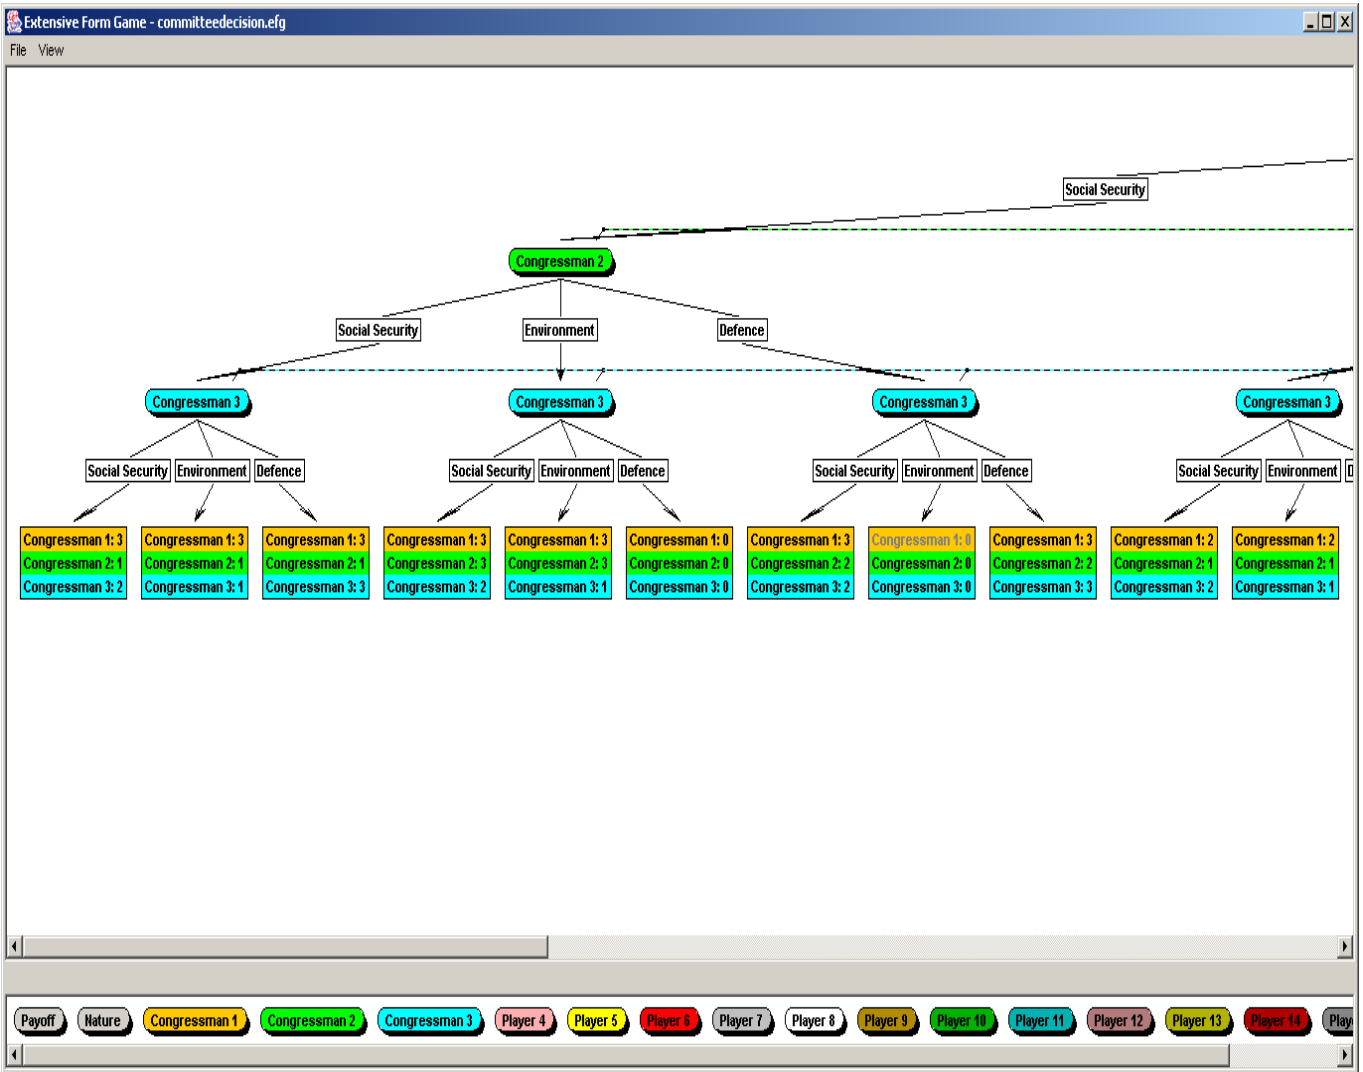 Extensive Form Game - committeedecision.efg
File View
Social Security
Congressman 2
Social Security Environment Defence
Congressman 3 Congressman 3 Congressman 3 Congressman 3
Social Security Environment Defence Social Security Environment Defence Social Security Environment Defence Social Security Environment D
Congressman 1: 3 Congressman 1: 3 Congressman 1: 3 Congressman 1: 3 Congressman 1: 3 Congressman 1: 0 Congressman 1: 3 Congressman 1: 0 Congressman 1: 3 Congressman 1: 2 Congressman 1: 2
Congressman 2: 1 Congressman 2: 1 Congressman 2: 1 Congressman 2: 3 Congressman 2: 3 Congressman 2: 0 Congressman 2: 2 Congressman 2: 0 Congressman 2: 2 Congressman 2: 1 Congressman 2: 1
Congressman 3: 2 Congressman 3: 1 Congressman 3: 3 Congressman 3: 2 Congressman 3: 1 Congressman 3: 0 Congressman 3: 2 Congressman 3: 0 Congressman 3: 3 Congressman 3: 2 Congressman 3: 1
Payoff Nature Congressman 1 Congressman 2 Congressman 3 Player 4 Player 5 Player 6 Player 7 Player 8 Player 9 Player 10 Player 11 Player 12 Player 13 Player 14 Play